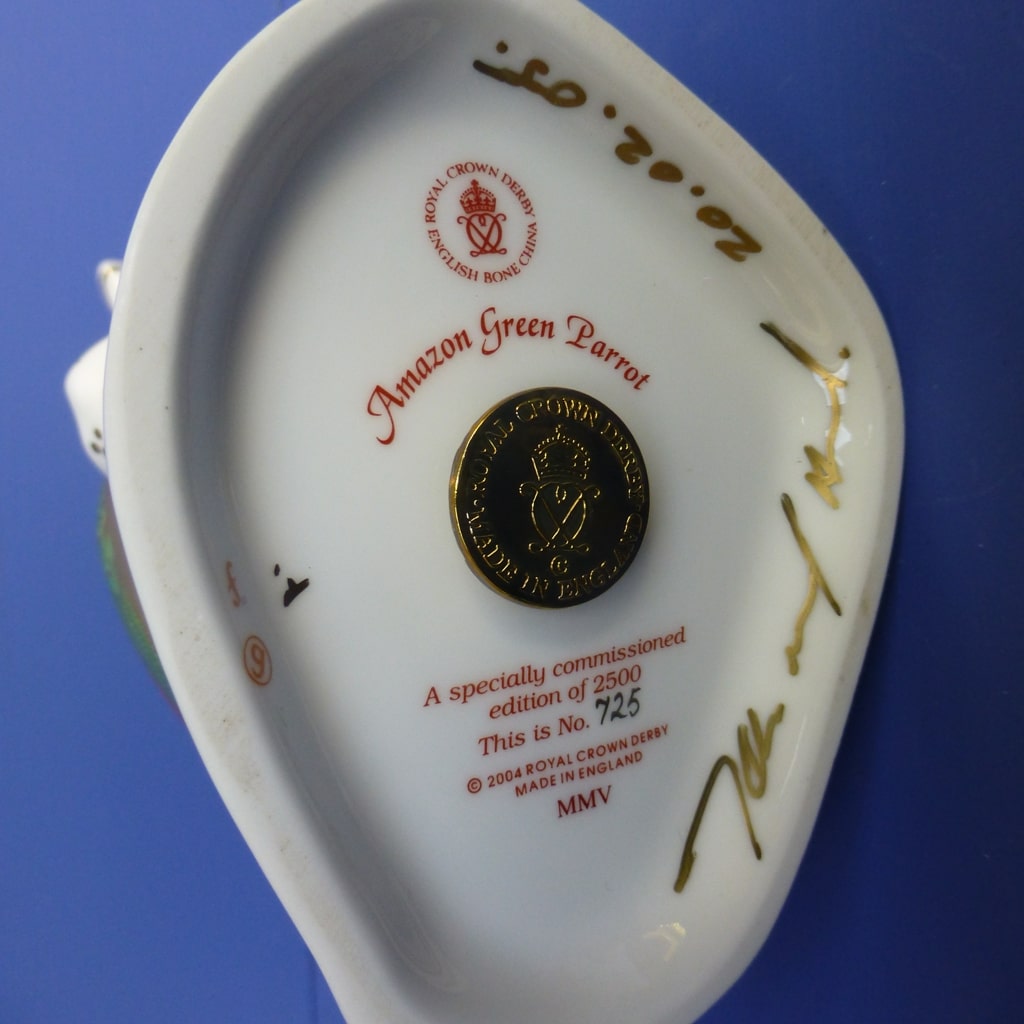 ROYAL CROWN DERBY
ENGLISH BONE CHINA
Amazon Green Parrot
ROYAL CROWN DERBY
MADE IN ENGLAND
©
A specially commissioned
edition of 2500
This is No. 725
© 2004 ROYAL CROWN DERBY
MADE IN ENGLAND
MMV
9
20.02.05.